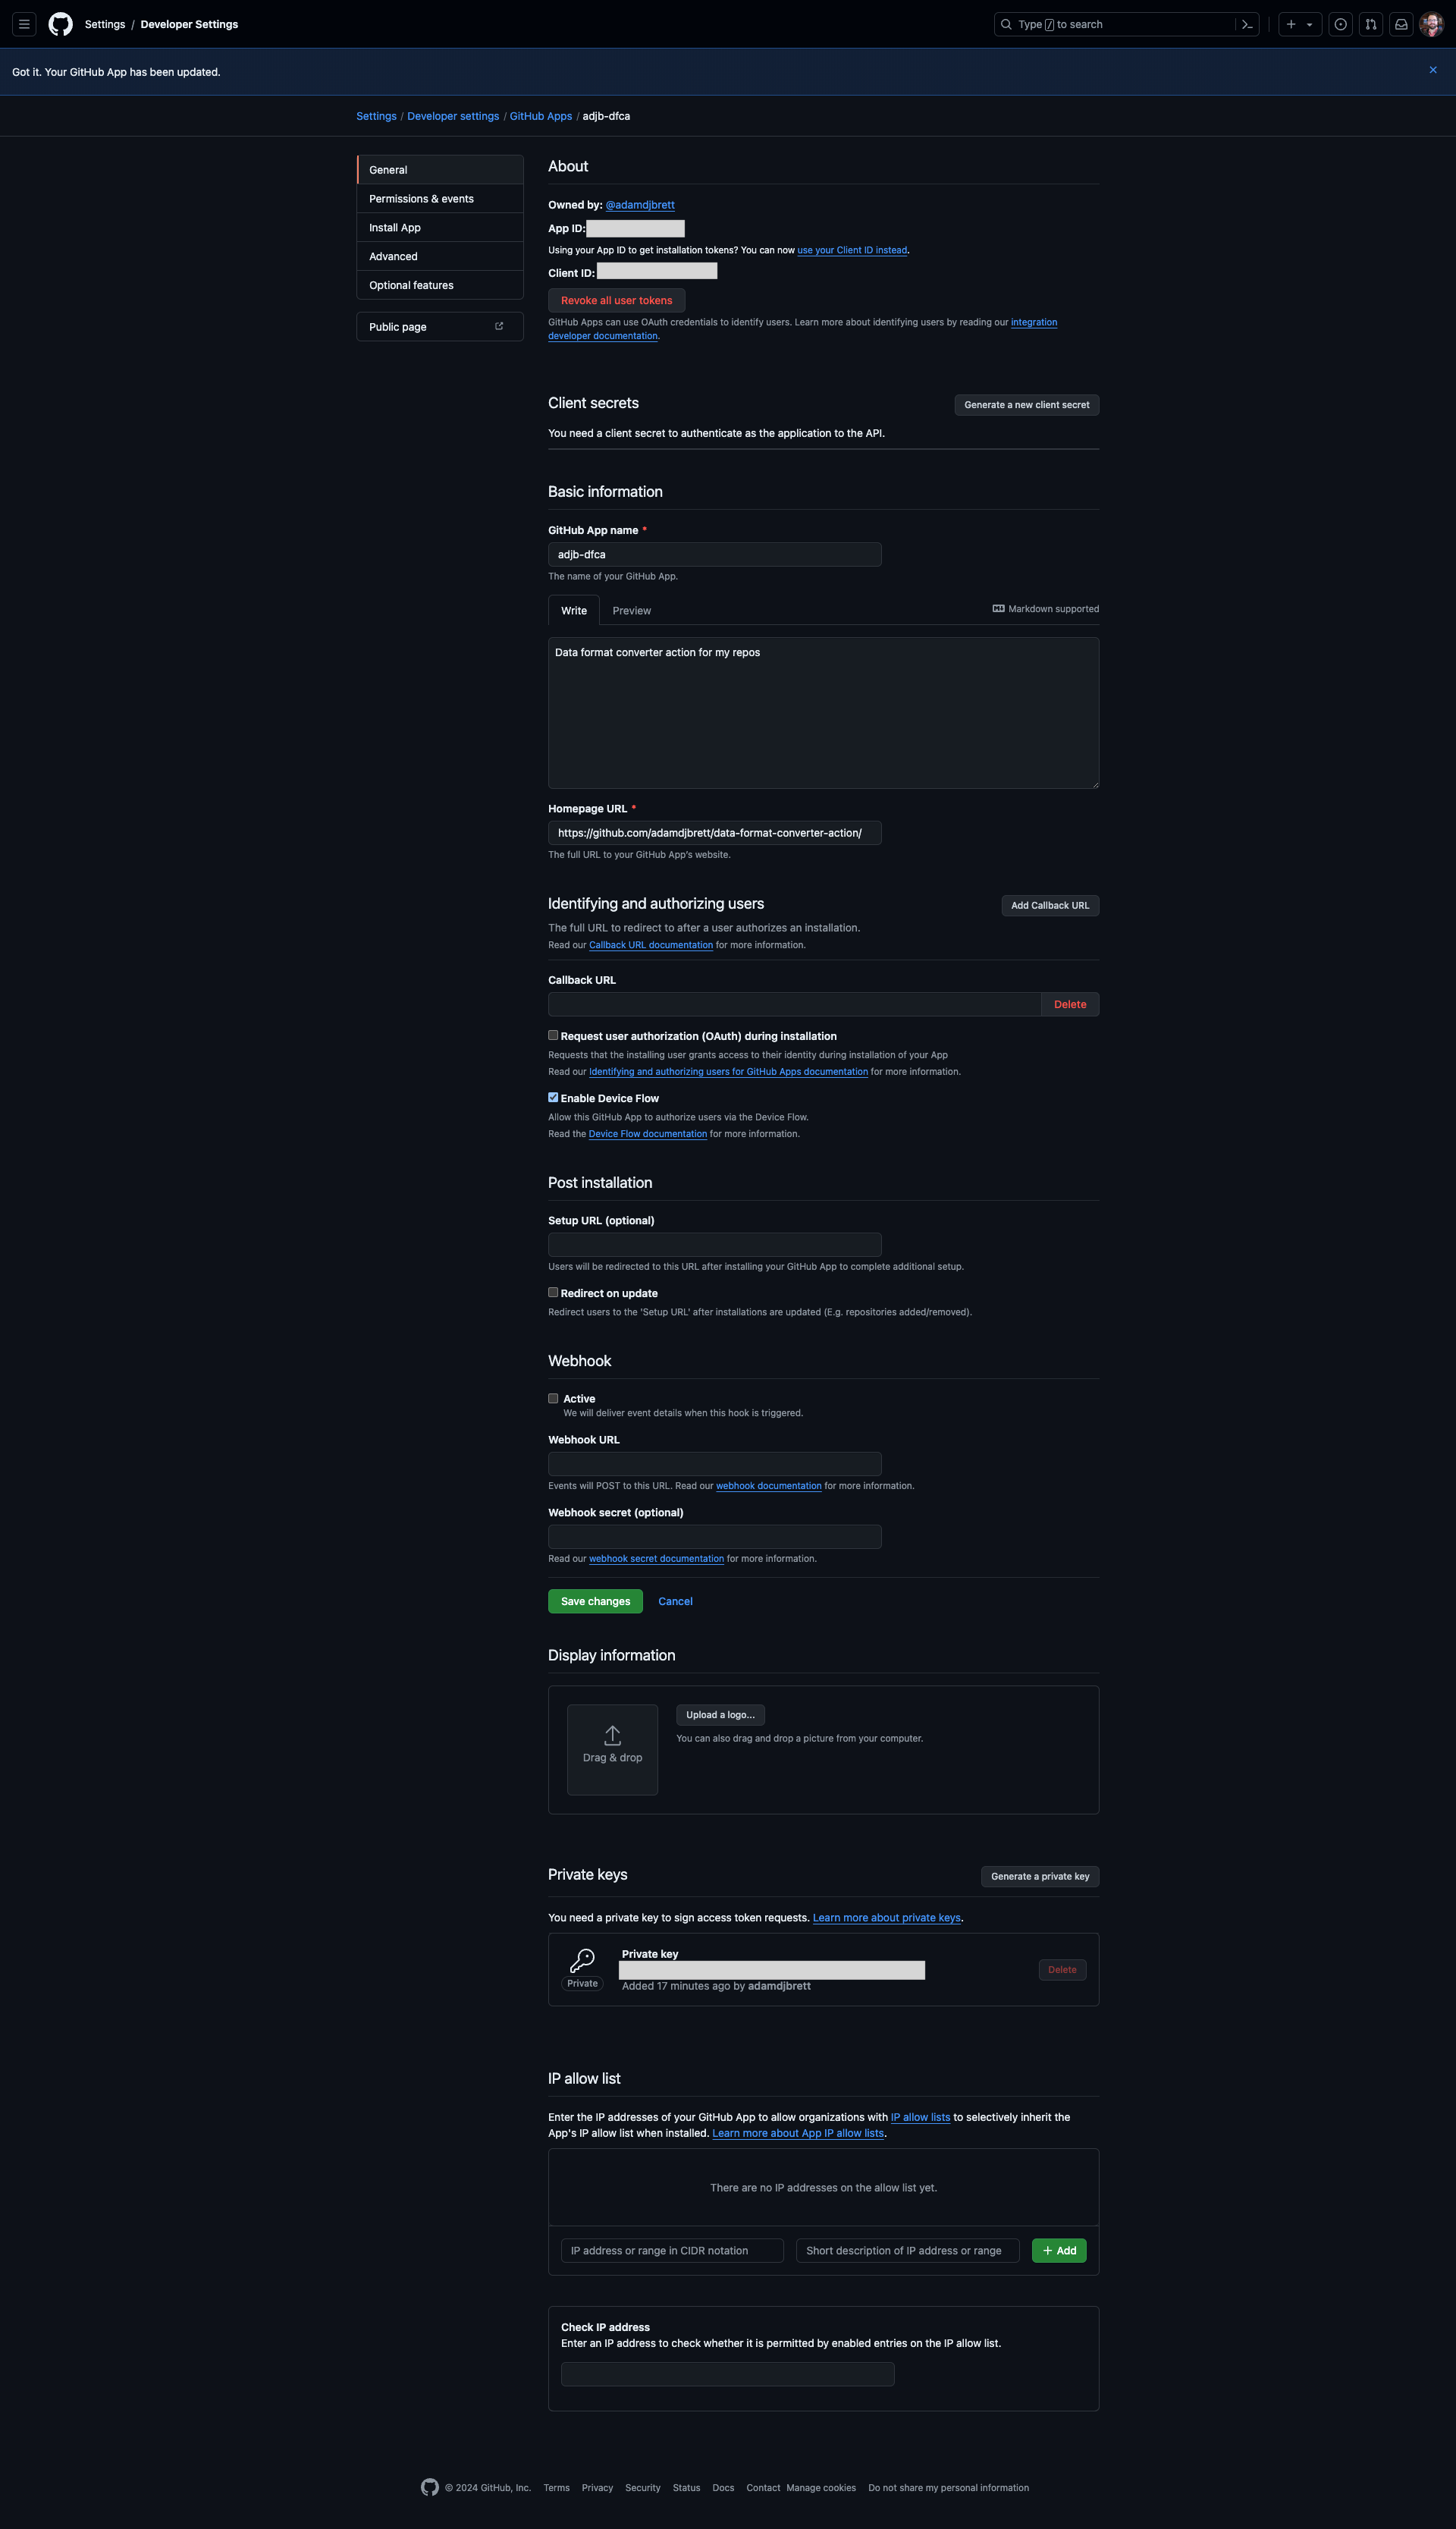 Settings / Developer Settings
Type / to search
Got it. Your GitHub App has been updated.
Settings / Developer settings / GitHub Apps / adjb-dfca
General
Permissions & events
Install App
Advanced
Optional features
Public page
About
Owned by: @adamdjbrett
App ID:
Using your App ID to get installation tokens? You can now use your Client ID instead.
Client ID:
Revoke all user tokens
GitHub Apps can use OAuth credentials to identify users. Learn more about identifying users by reading our integration
developer documentation.
Client secrets
Generate a new client secret
You need a client secret to authenticate as the application to the API.
Basic information
GitHub App name *
adjb-dfca
The name of your GitHub App.
Write
Preview
Markdown supported
Data format converter action for my repos
Homepage URL *
https://github.com/adamdjbrett/data-format-converter-action/
The full URL to your GitHub App's website.
Identifying and authorizing users
Add Callback URL
The full URL to redirect to after a user authorizes an installation.
Read our Callback URL documentation for more information.
Callback URL
Delete
Request user authorization (OAuth) during installation
Requests that the installing user grants access to their identity during installation of your App
Read our Identifying and authorizing users for GitHub Apps documentation for more information.
Enable Device Flow
Allow this GitHub App to authorize users via the Device Flow.
Read the Device Flow documentation for more information.
Post installation
Setup URL (optional)
Users will be redirected to this URL after installing your GitHub App to complete additional setup.
Redirect on update
Redirect users to the 'Setup URL' after installations are updated (E.g. repositories added/removed).
Webhook
Active
We will deliver event details when this hook is triggered.
Webhook URL
Events will POST to this URL. Read our webhook documentation for more information.
Webhook secret (optional)
Read our webhook secret documentation for more information.
Save changes
Cancel
Display information
Drag & drop
Upload a logo...
You can also drag and drop a picture from your computer.
Private keys
Generate a private key
You need a private key to sign access token requests. Learn more about private keys.
Private
Private key
Added 17 minutes ago by adamdjbrett
Delete
IP allow list
Enter the IP addresses of your GitHub App to allow organizations with IP allow lists to selectively inherit the
App's IP allow list when installed. Learn more about App IP allow lists.
There are no IP addresses on the allow list yet.
IP address or range in CIDR notation
Short description of IP address or range
Add
Check IP address
Enter an IP address to check whether it is permitted by enabled entries on the IP allow list.
© 2024 GitHub, Inc. Terms Privacy Security Status Docs Contact Manage cookies Do not share my personal information